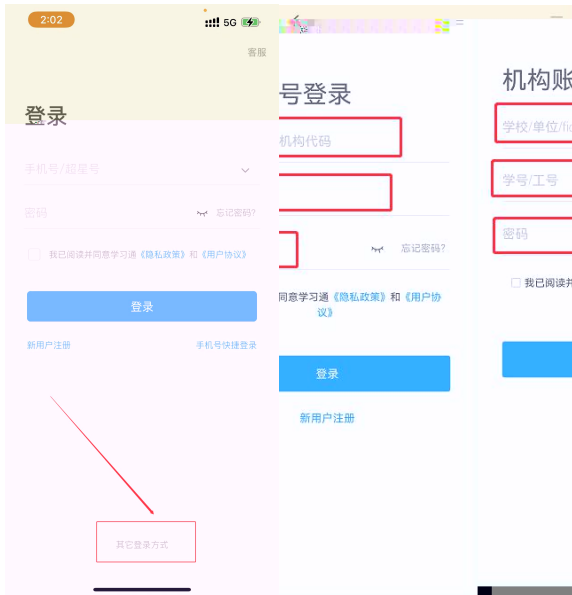 2:02
5G
客服
登录
手机号/超星号
密码
忘记密码?
我已阅读并同意学习通《隐私政策》和《用户协议》
登录
新用户注册
手机号快捷登录
其它登录方式
号登录
机构代码
忘记密码?
同意学习通《隐私政策》和《用户协
议》
登录
新用户注册
机构账
学校/单位/fid
学号/工号
密码
我已阅读并